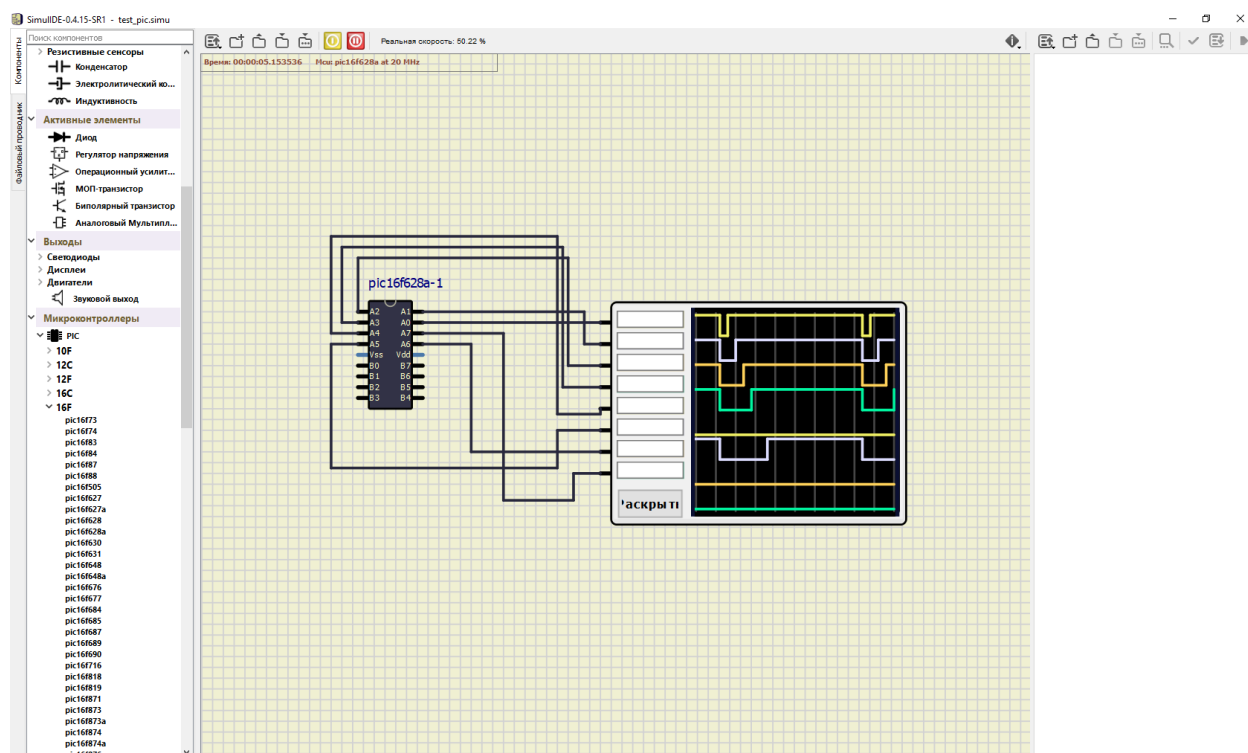 SimulIDE-0.4.15-SR1 - test_pic.simu
Компоненты
Файловый проводник
Поиск компонентов
Резистивные сенсоры
Конденсатор
Электролитический ко...
Индуктивность
Активные элементы
Диод
Регулятор напряжения
Операционный усилит...
МОП-транзистор
Биполярный транзистор
Аналоговый Мультипл...
Выходы
Светодиоды
Дисплеи
Двигатели
Звуковой выход
Микроконтроллеры
PIC
10F
12C
12F
16C
16F
pic16f73
pic16f74
pic16f83
pic16f84
pic16f87
pic16f88
pic16f505
pic16f627
pic16f627a
pic16f628
pic16f628a
pic16f630
pic16f631
pic16f648
pic16f648a
pic16f676
pic16f677
pic16f684
pic16f685
pic16f687
pic16f689
pic16f690
pic16f716
pic16f818
pic16f819
pic16f871
pic16f873
pic16f873a
pic16f874
pic16f874a
Реальная скорость: 50.22 %
Время: 00:00:05.153536 Mcu: pic16f628a at 20 MHz
pic16f628a-1
A2 A1
A3 A0
A4 A7
A5 A6
Vss Vdd
B0 B7
B1 B6
B2 B5
B3 B4